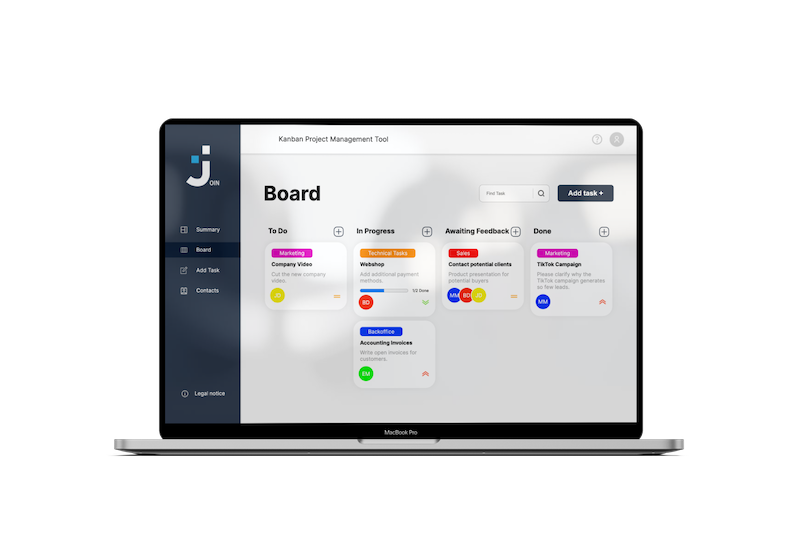 Kanban Project Management Tool
JOIN
Board
Find Task
Add task +
Summary
Board
Add Task
Contacts
Legal notice
To Do
Marketing
Company Video
Cut the new company
video.
JD
In Progress
Technical Tasks
Webshop
Add additional payment
methods.
1/2 Done
BD
Backoffice
Accounting Invoices
Write open invoices for
customers.
EM
Awaiting Feedback
Sales
Contact potential clients
Product presentation for
potential buyers
MM BD JD
Done
Marketing
TikTok Campaign
Please clarify why the
TikTok campaign generates
so few leads.
MM
MacBook Pro